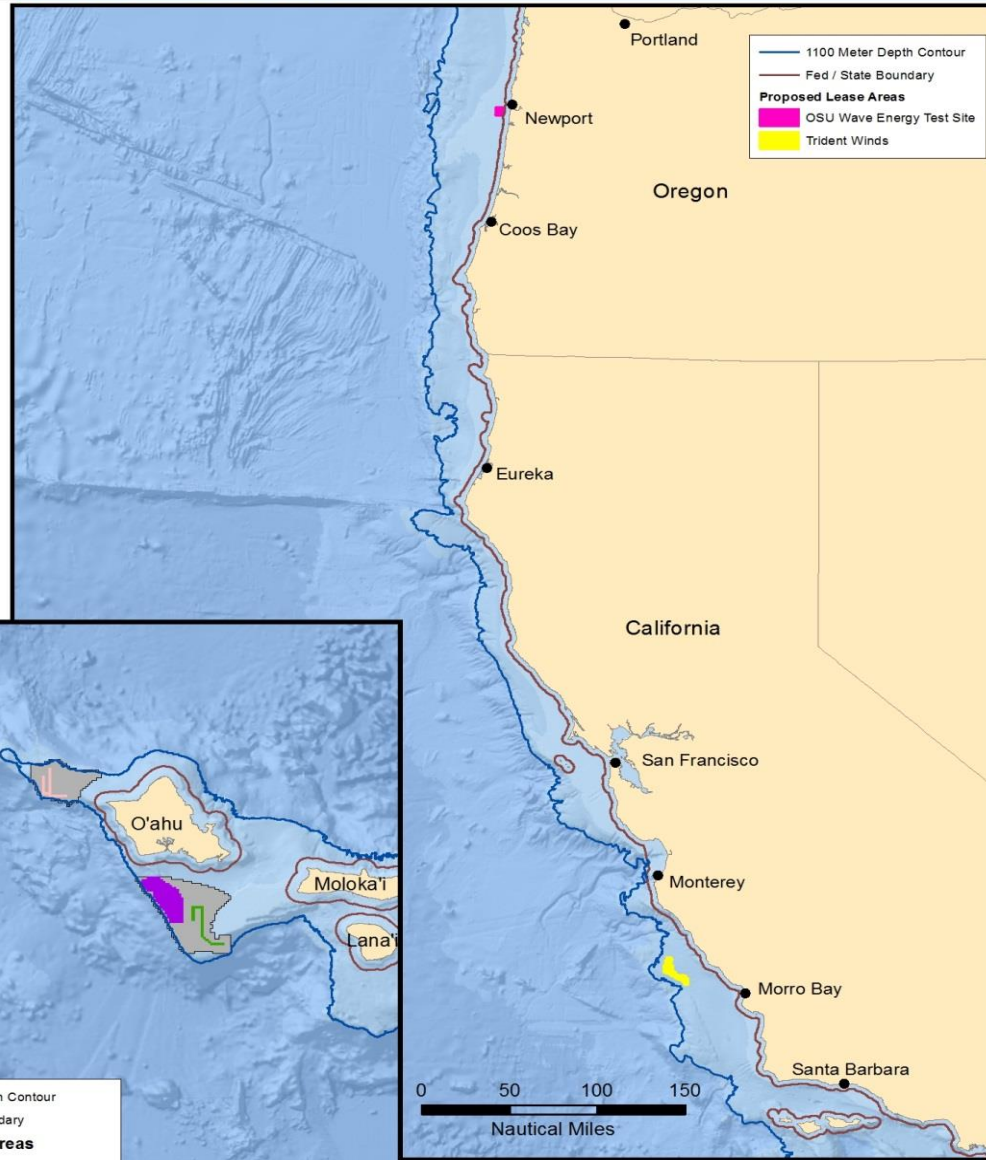 Portland
1100 Meter Depth Contour
Fed / State Boundary
Proposed Lease Areas
OSU Wave Energy Test Site
Trident Winds
Newport
Oregon
Coos Bay
Eureka
California
San Francisco
O'ahu
Moloka'i
Monterey
Lana'i
Morro Bay
Santa Barbara
0 50 100 150
Nautical Miles
Contour